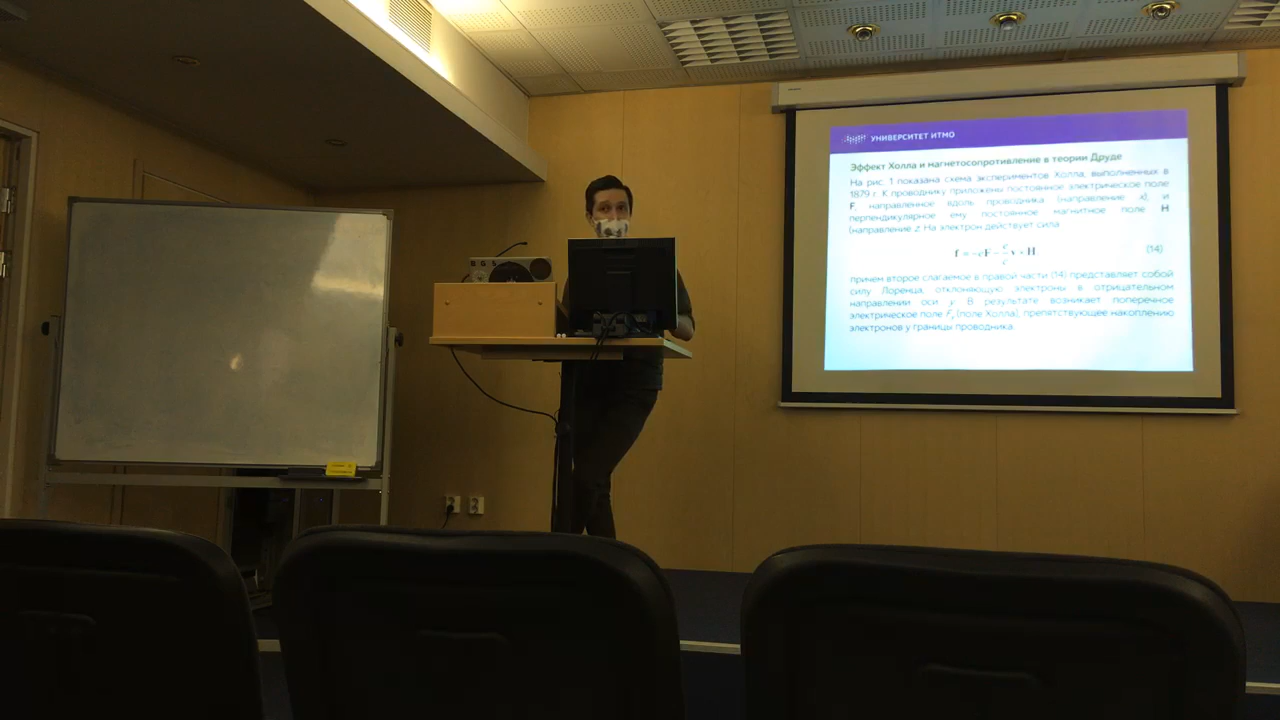 УНИВЕРСИТЕТ ИТМО
Эффект Холла и магнетосопротивление в теории Друде
На рис. 1 показана схема экспериментов Холла, выполненных в
1879 г. К проводнику приложены постоянное электрическое поле
F, направленное вдоль проводника (направление x), и
перпендикулярное ему постоянное магнитное поле H
(направление z. На электрон действует сила
f = -eF - e/c v × H (14)
причем второе слагаемое в правой части (14) представляет собой
силу Лоренца, отклоняющую электроны в отрицательном
направлении оси y. В результате возникает поперечное
электрическое поле Fy (поле Холла), препятствующее накоплению
электронов у границы проводника.